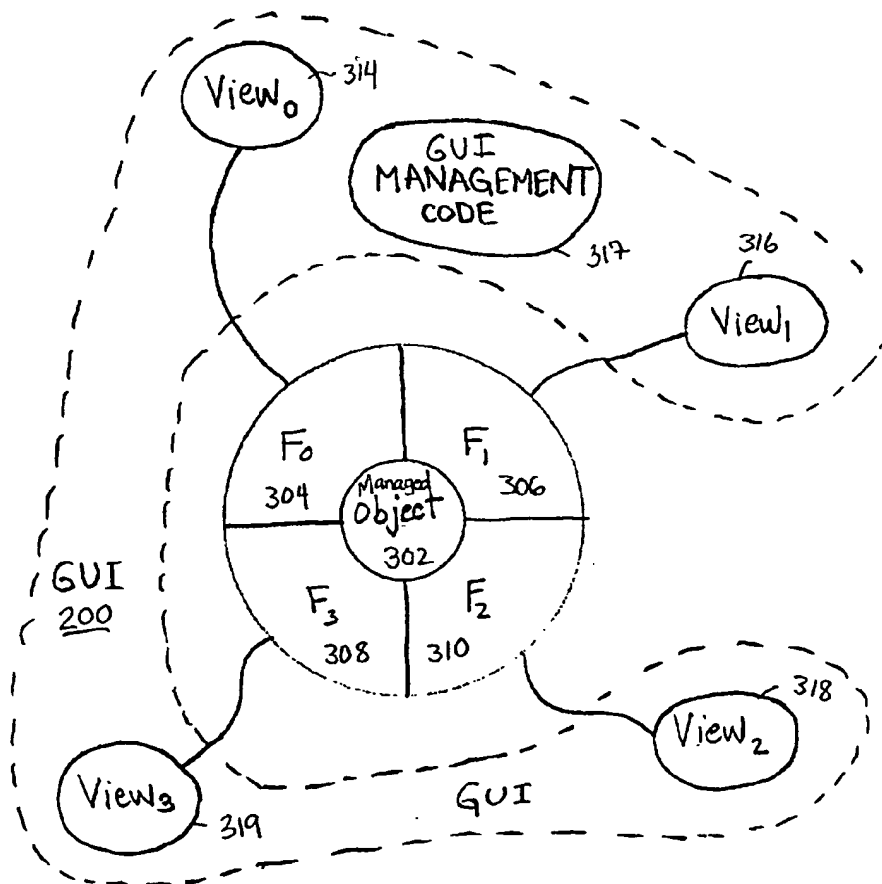 View₀
314
GUI
MANAGEMENT
CODE
317
316
View₁
F₀
304
F₁
306
Managed
Object
302
GUI
200
F₃
308
F₂
310
318
View₂
View₃
319
GUI